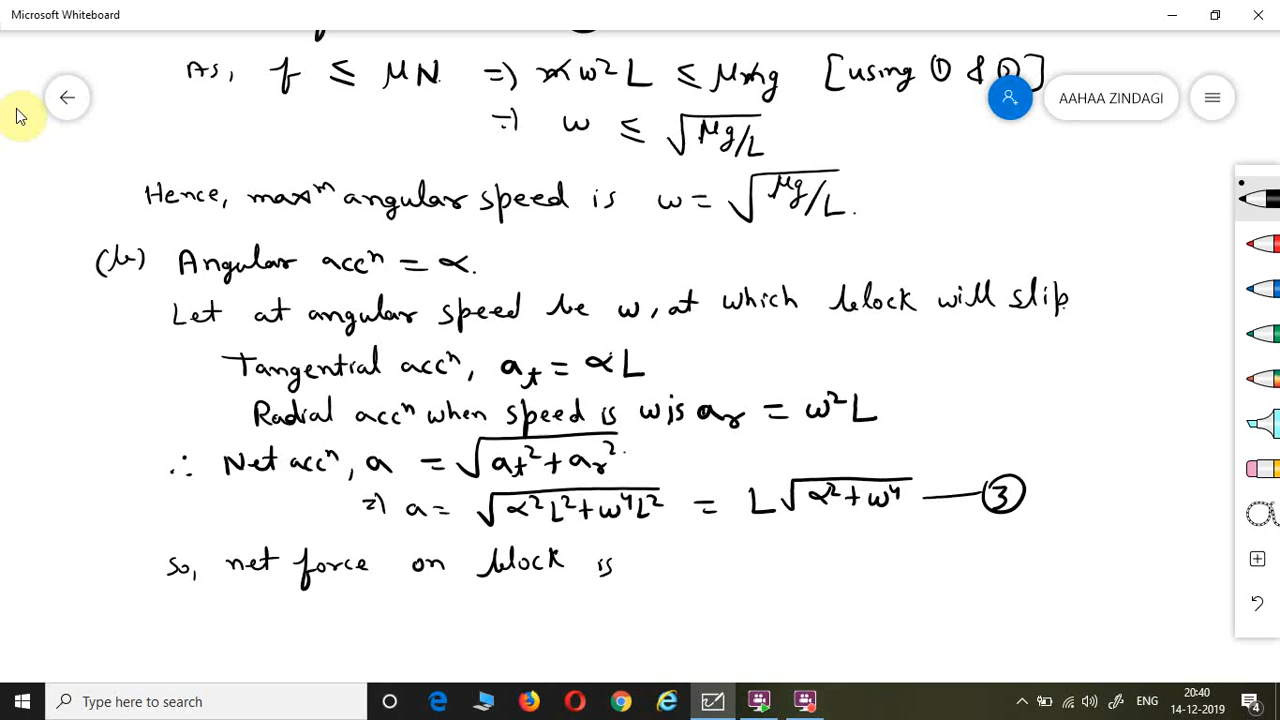 Microsoft Whiteboard
As, f ≤ μN ⇒ mω²L ≤ μmg [using ① & ②]
⇒ ω ≤ √μg/L
AAHAA ZINDAGI
Hence, maxᵐ angular speed is ω = √μg/L.
(b) Angular accⁿ = α.
Let at angular speed be ω, at which block will slip.
Tangential accⁿ, aₜ = αL
Radial accⁿ when speed is ω is aᵣ = ω²L
∴ Net accⁿ, a = √aₜ² + aᵣ²
⇒ a = √α²L² + ω⁴L² = L√α² + ω⁴ — ③
So, net force on block is
Type here to search
ENG
20:40
14-12-2019
4